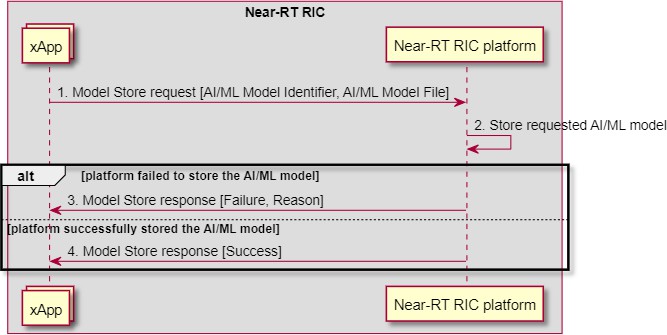 Near-RT RIC
xApp
Near-RT RIC platform
1. Model Store request [AI/ML Model Identifier, AI/ML Model File]
2. Store requested AI/ML model
alt
[platform failed to store the AI/ML model]
3. Model Store response [Failure, Reason]
[platform successfully stored the AI/ML model]
4. Model Store response [Success]
xApp
Near-RT RIC platform